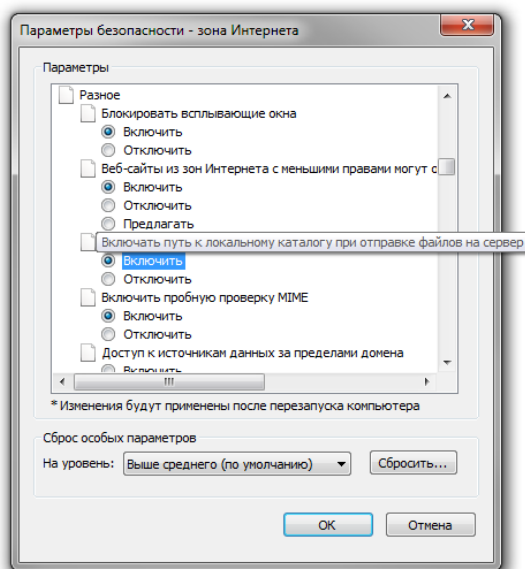 Параметры безопасности - зона Интернета
Параметры
Разное
Блокировать всплывающие окна
Включить
Отключить
Веб-сайты из зон Интернета с меньшими правами могут
Включить
Отключить
Предлагать
Включать путь к локальному каталогу при отправке файлов на сервер
Включить
Отключить
Включить пробную проверку MIME
Включить
Отключить
Доступ к источникам данных за пределами домена
Включить
* Изменения будут применены после перезапуска компьютера
Сброс особых параметров
На уровень: Выше среднего (по умолчанию) Сбросить...
ОК Отмена